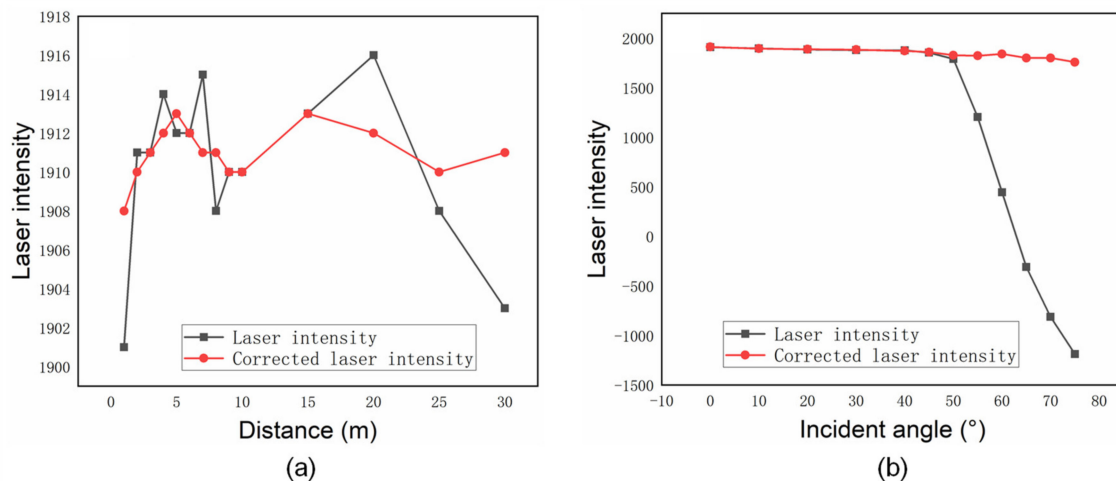 1918
1916
1914
1912
1910
1908
1906
1904
1902
1900
Laser intensity
Laser intensity
Corrected laser intensity
0 5 10 15 20 25 30
Distance (m)
(a)
2000
1500
1000
500
0
-500
-1000
-1500
Laser intensity
Laser intensity
Corrected laser intensity
-10 0 10 20 30 40 50 60 70 80
Incident angle (°)
(b)